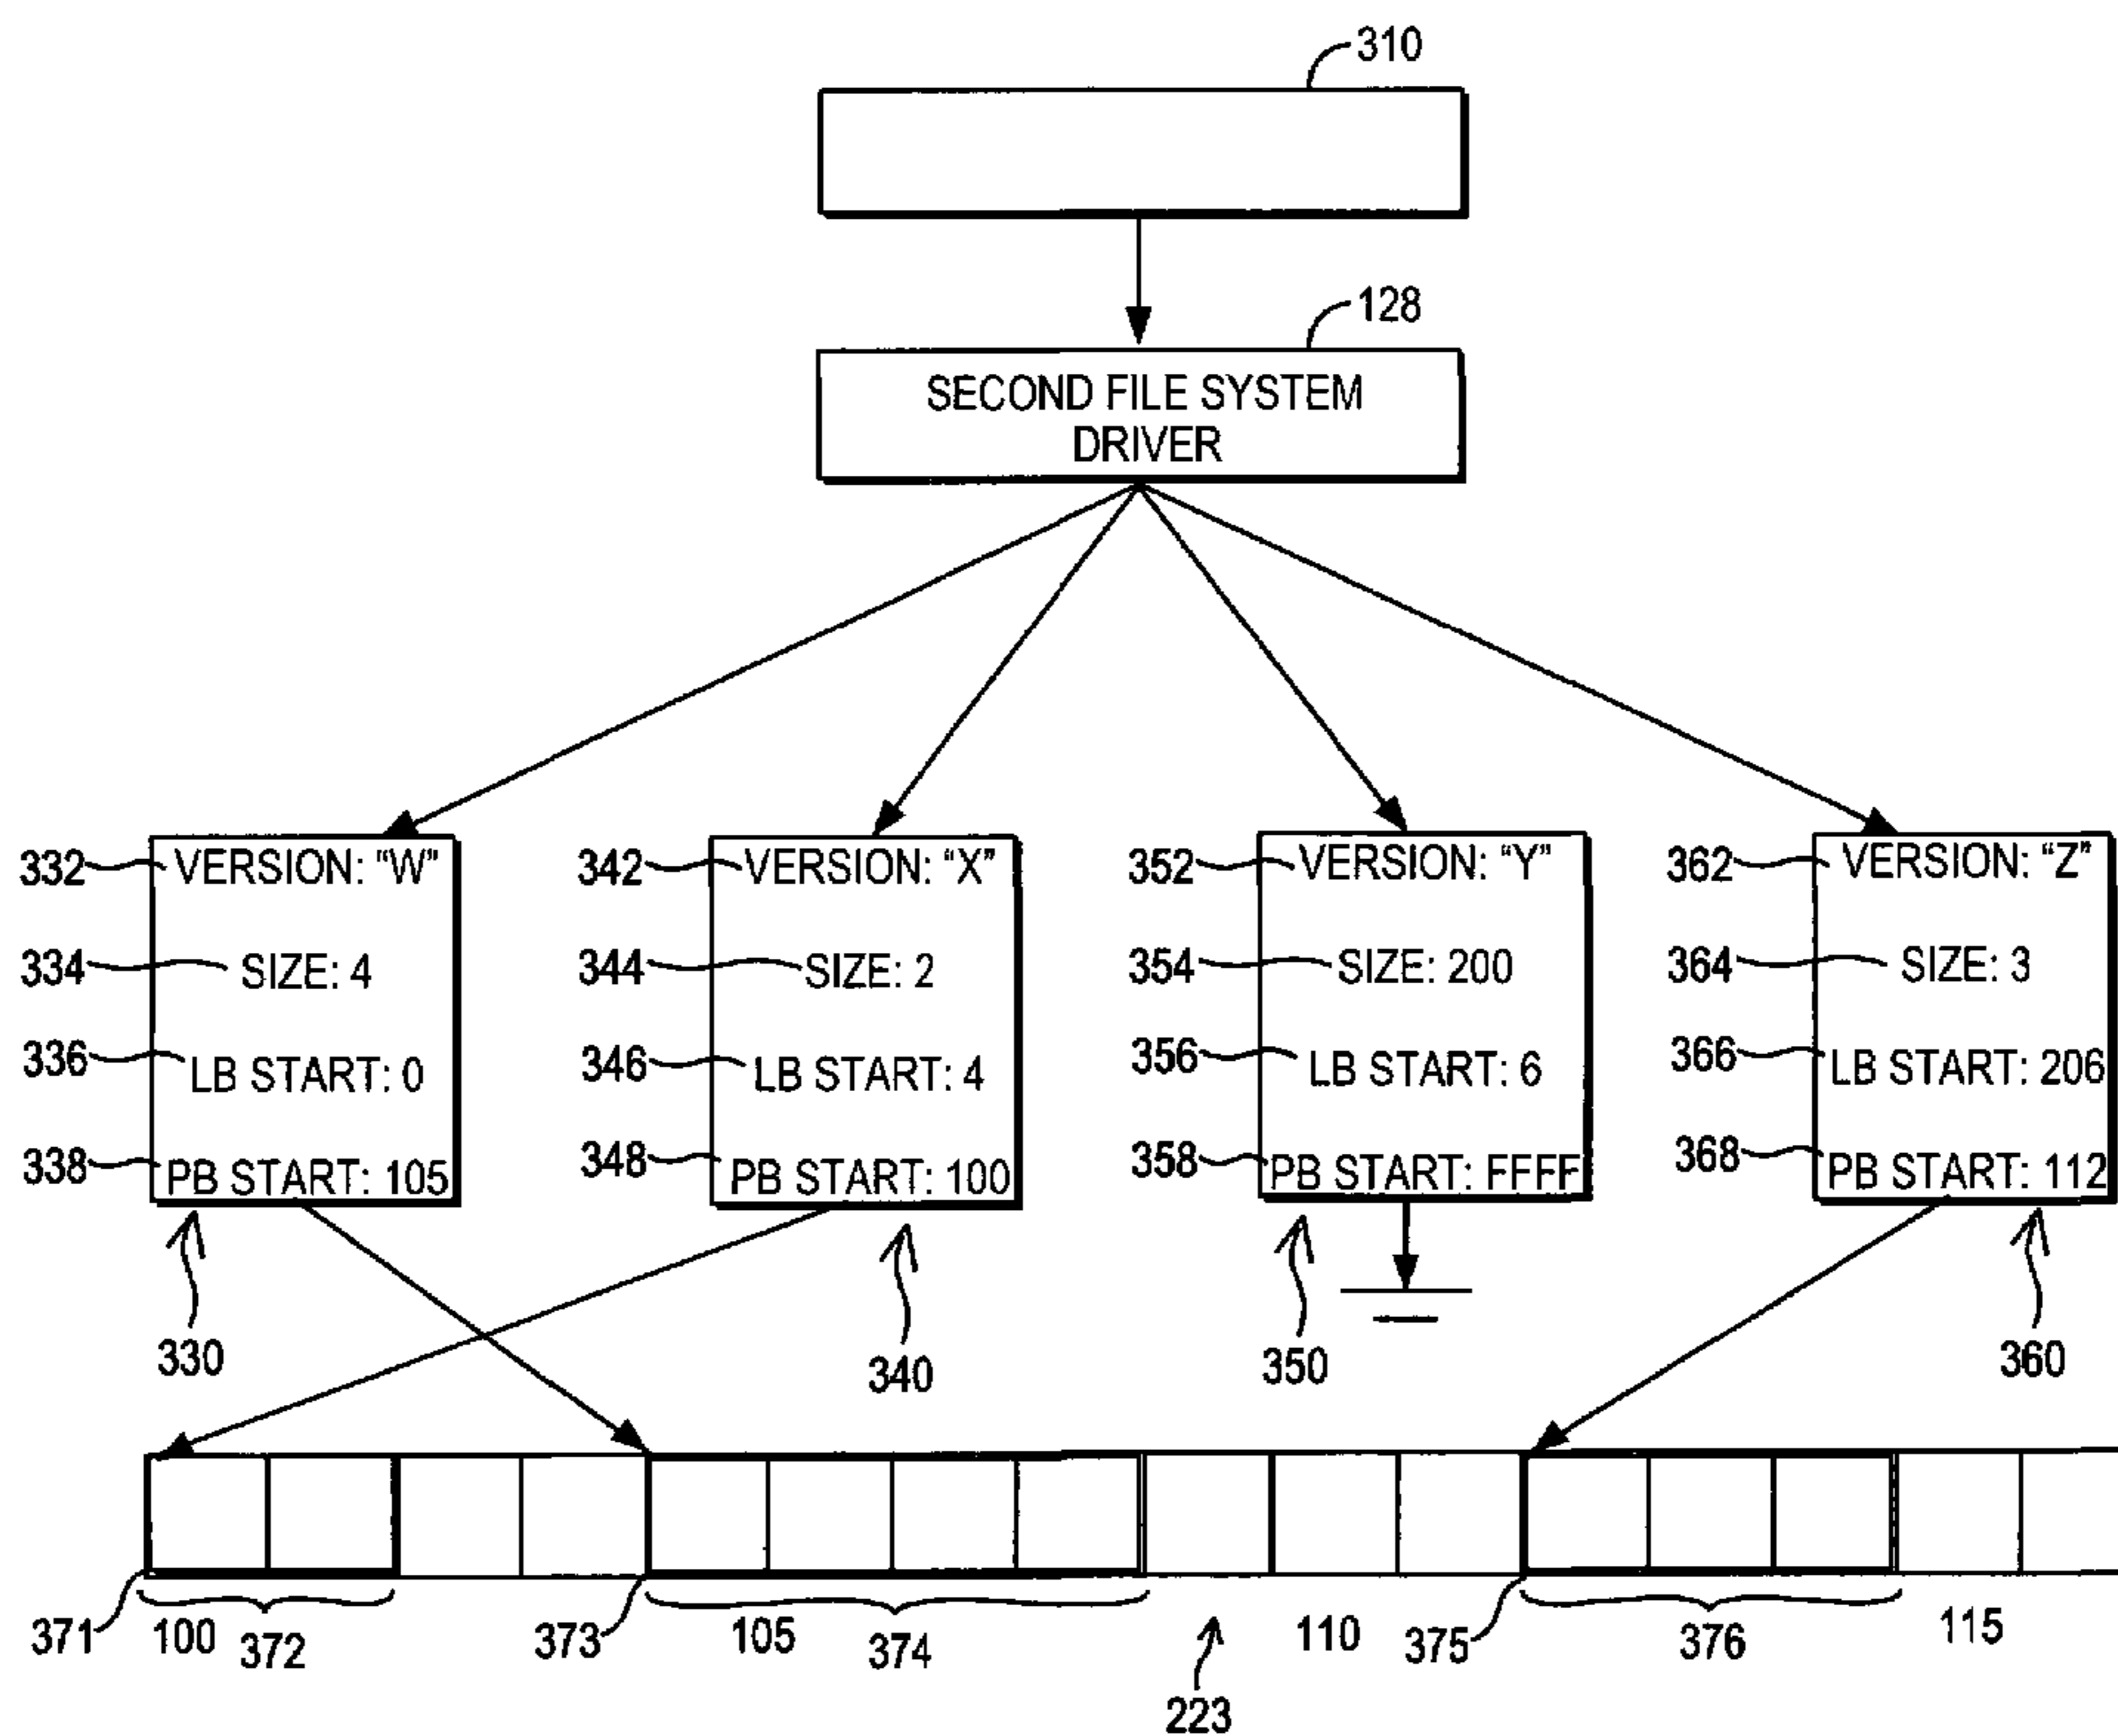 310
128
SECOND FILE SYSTEM
DRIVER
332 VERSION: “W”
334 SIZE: 4
336 LB START: 0
338 PB START: 105
330
342 VERSION: “X”
344 SIZE: 2
346 LB START: 4
348 PB START: 100
340
352 VERSION: “Y”
354 SIZE: 200
356 LB START: 6
358 PB START: FFFF
350
362 VERSION: “Z”
364 SIZE: 3
366 LB START: 206
368 PB START: 112
360
371 100 372 373 105 374 110 375 376 115
223